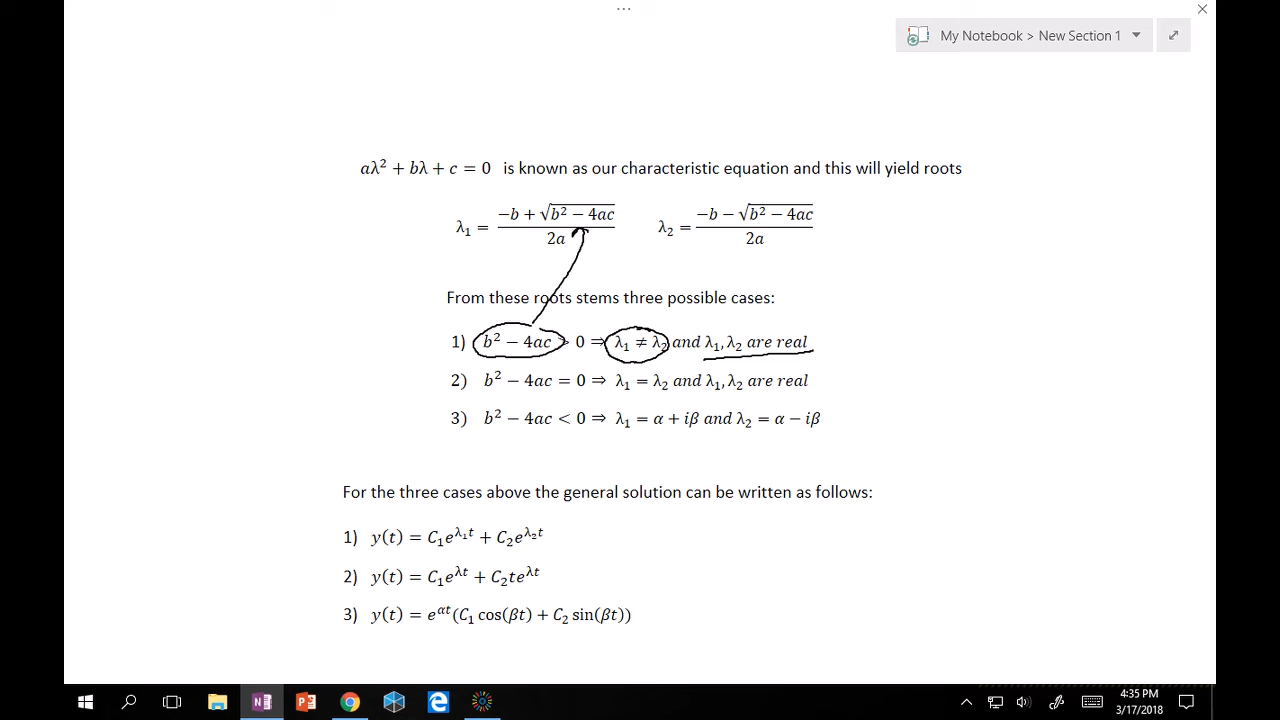 ...
My Notebook > New Section 1
aλ² + bλ + c = 0 is known as our characteristic equation and this will yield roots
λ₁ = (−b + √(b² − 4ac))/2a λ₂ = (−b − √(b² − 4ac))/2a
From these roots stems three possible cases:
1) b² − 4ac > 0 ⇒ λ₁ ≠ λ₂ and λ₁, λ₂ are real
2) b² − 4ac = 0 ⇒ λ₁ = λ₂ and λ₁, λ₂ are real
3) b² − 4ac < 0 ⇒ λ₁ = α + iβ and λ₂ = α − iβ
For the three cases above the general solution can be written as follows:
1) y(t) = C₁e^{λ₁t} + C₂e^{λ₂t}
2) y(t) = C₁e^{λt} + C₂te^{λt}
3) y(t) = e^{αt}(C₁ cos(βt) + C₂ sin(βt))
4:35 PM
3/17/2018